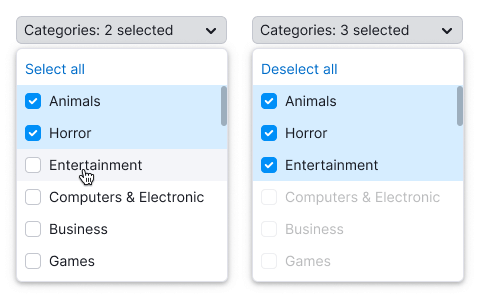 Categories: 2 selected
Select all
Animals
Horror
Entertainment
Computers & Electronic
Business
Games
Categories: 3 selected
Deselect all
Animals
Horror
Entertainment
Computers & Electronic
Business
Games